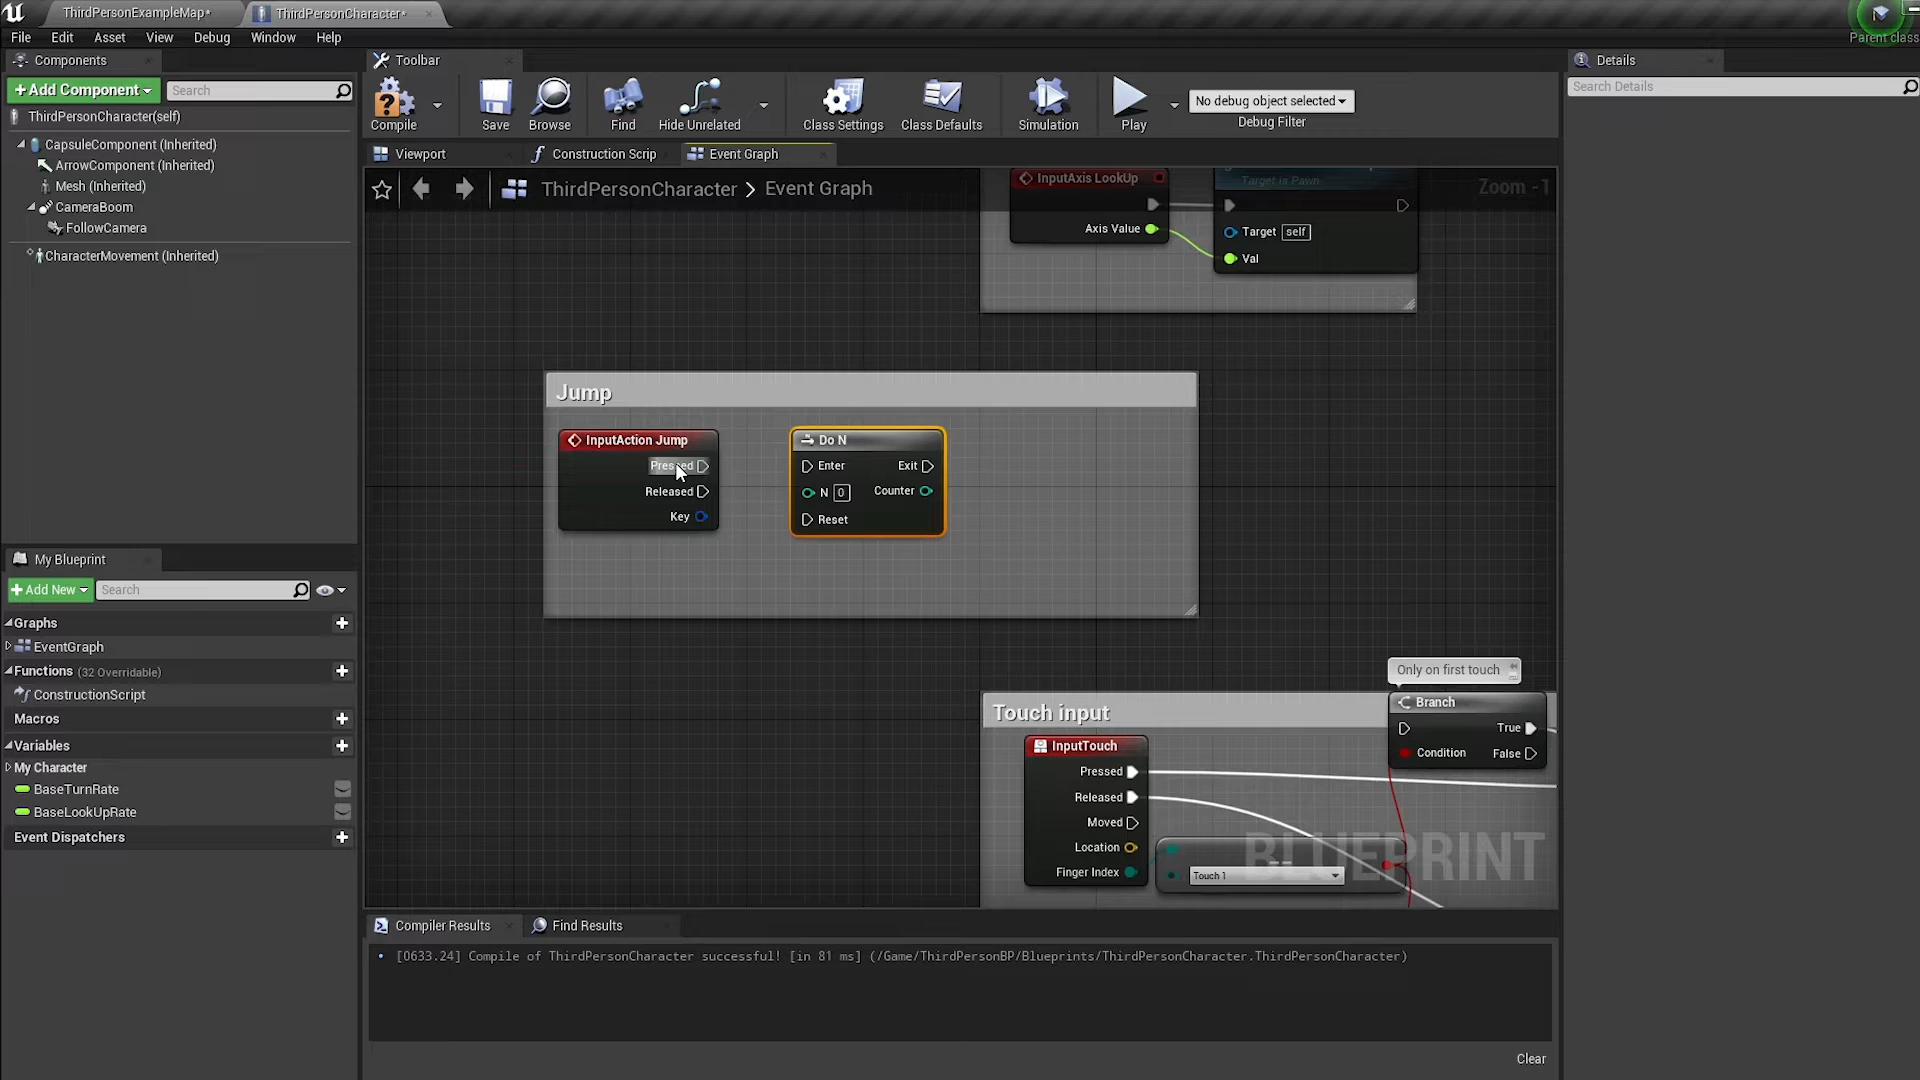 ThirdPersonExampleMap*
ThirdPersonCharacter*
Parent class
File Edit Asset View Debug Window Help
Components
+Add Component
Search
ThirdPersonCharacter(self)
CapsuleComponent (Inherited)
ArrowComponent (Inherited)
Mesh (Inherited)
CameraBoom
FollowCamera
CharacterMovement (Inherited)
My Blueprint
+Add New
Search
Graphs
EventGraph
Functions (32 Overridable)
ConstructionScript
Macros
Variables
My Character
BaseTurnRate
BaseLookUpRate
Event Dispatchers
Toolbar
Compile
Save
Browse
Find
Hide Unrelated
Class Settings
Class Defaults
Simulation
Play
No debug object selected
Debug Filter
Viewport
Construction Scrip
Event Graph
ThirdPersonCharacter > Event Graph
Zoom -1
InputAxis LookUp
Axis Value
Target is Pawn
Target self
Val
Jump
InputAction Jump
Pressed
Released
Key
Do N
Enter Exit
N 0 Counter
Reset
Only on first touch
Branch
True
Condition False
Touch input
InputTouch
Pressed
Released
Moved
Location
Finger Index
Touch 1
BLUEPRINT
Compiler Results
Find Results
[0633.24] Compile of ThirdPersonCharacter successful! [in 81 ms] (/Game/ThirdPersonBP/Blueprints/ThirdPersonCharacter.ThirdPersonCharacter)
Clear
Details
Search Details